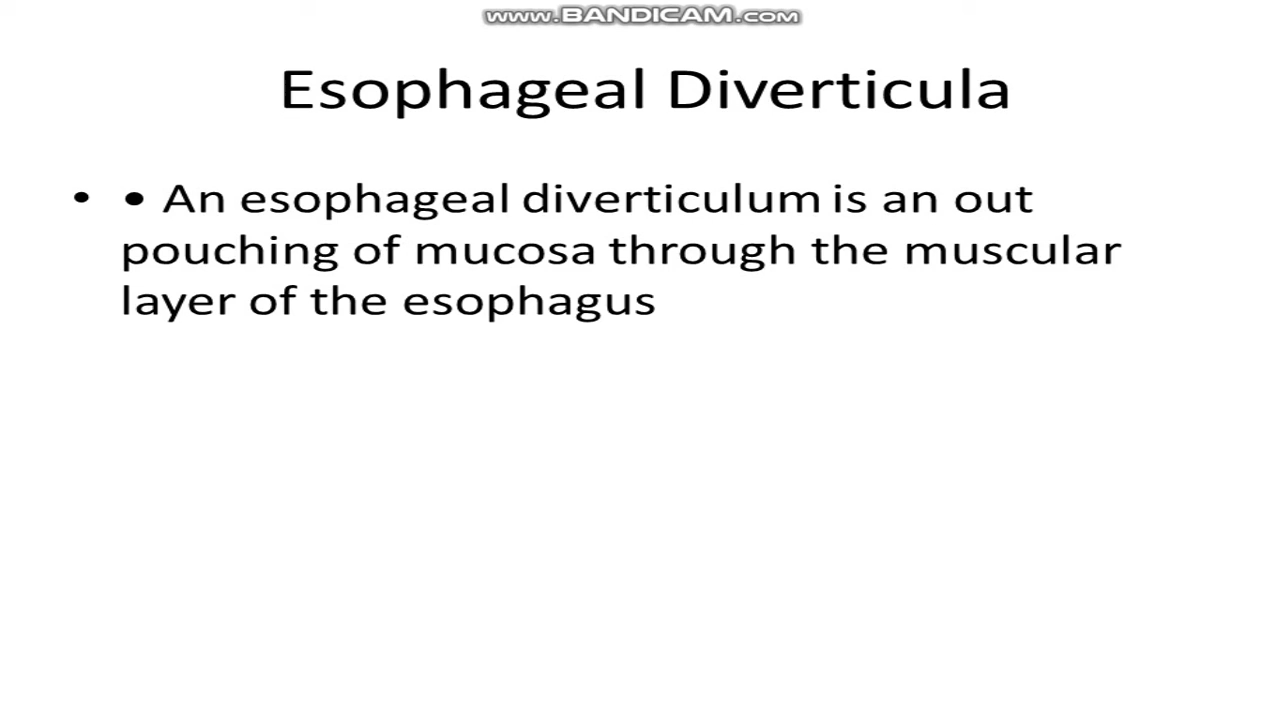 www.BANDICAM.com
Esophageal Diverticula
• • An esophageal diverticulum is an out
pouching of mucosa through the muscular
layer of the esophagus